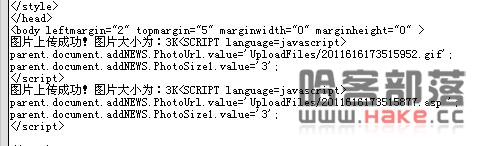 </style>
</head>
<body leftmargin="2" topmargin="5" marginwidth="0" marginheight="0" >
图片上传成功! 图片大小为:3K<SCRIPT language=javascript>
parent.document.addNEWS.PhotoUrl.value='UploadFiles/2011616173515952.gif';
parent.document.addNEWS.PhotoSize1.value='3';
</script>
图片上传成功! 图片大小为:3K<SCRIPT language=javascript>
parent.document.addNEWS.PhotoUrl.value='UploadFiles/2011616173515877.asp ';
parent.document.addNEWS.PhotoSize1.value='3';
</script>
哈客部落
www.Hake.cc